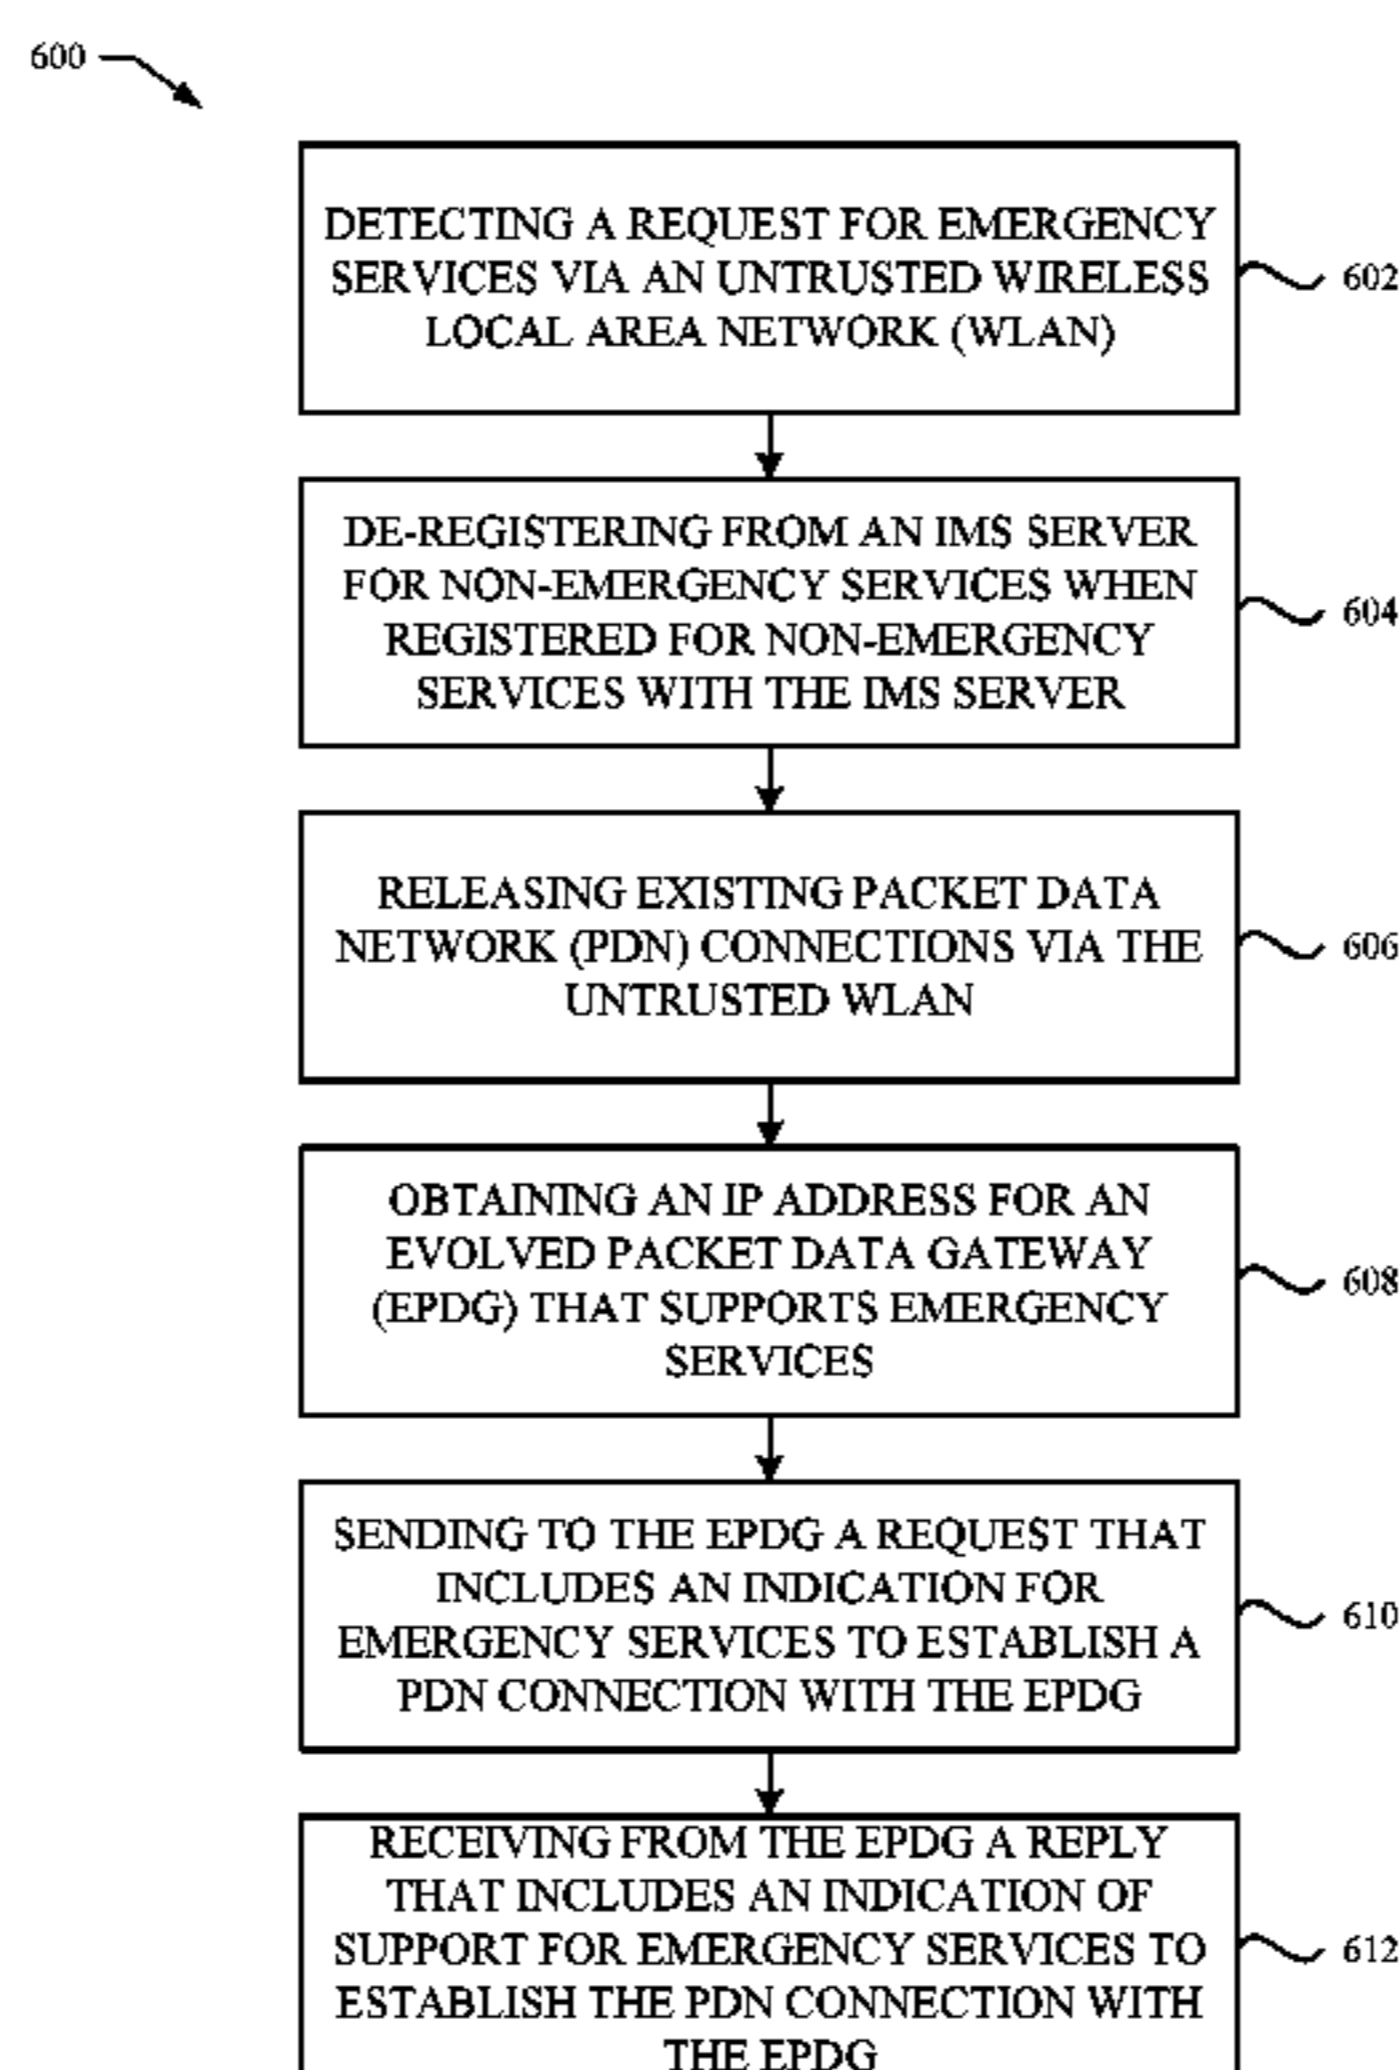 600
DETECTING A REQUEST FOR EMERGENCY
SERVICES VIA AN UNTRUSTED WIRELESS
LOCAL AREA NETWORK (WLAN)
602
DE-REGISTERING FROM AN IMS SERVER
FOR NON-EMERGENCY SERVICES WHEN
REGISTERED FOR NON-EMERGENCY
SERVICES WITH THE IMS SERVER
604
RELEASING EXISTING PACKET DATA
NETWORK (PDN) CONNECTIONS VIA THE
UNTRUSTED WLAN
606
OBTAINING AN IP ADDRESS FOR AN
EVOLVED PACKET DATA GATEWAY
(EPDG) THAT SUPPORTS EMERGENCY
SERVICES
608
SENDING TO THE EPDG A REQUEST THAT
INCLUDES AN INDICATION FOR
EMERGENCY SERVICES TO ESTABLISH A
PDN CONNECTION WITH THE EPDG
610
RECEIVING FROM THE EPDG A REPLY
THAT INCLUDES AN INDICATION OF
SUPPORT FOR EMERGENCY SERVICES TO
ESTABLISH THE PDN CONNECTION WITH
THE EPDG
612